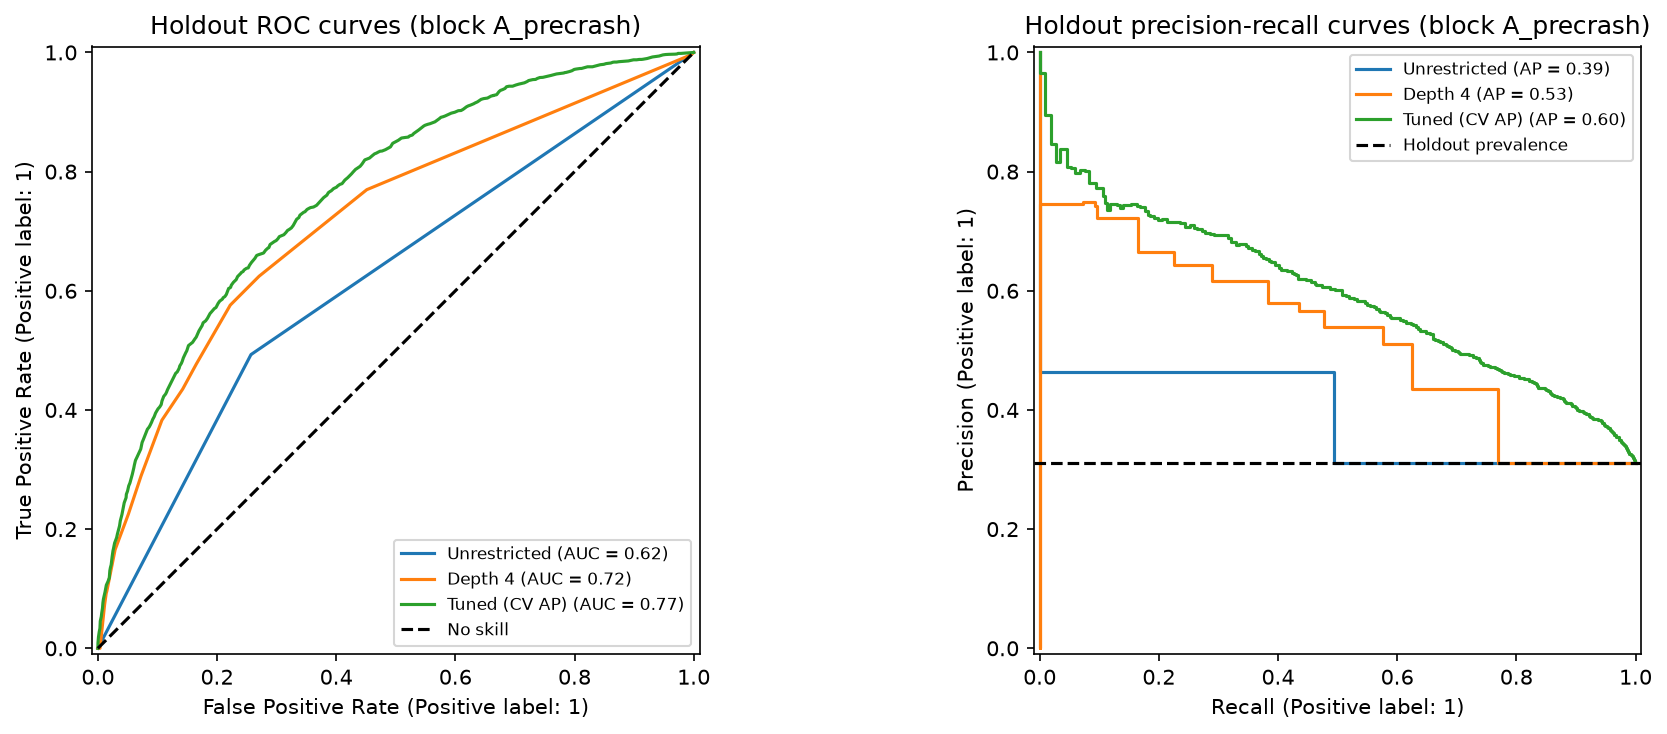 Holdout ROC curves (block A_precrash)
True Positive Rate (Positive label: 1)
1.0
0.8
0.6
0.4
0.2
0.0
Unrestricted (AUC = 0.62)
Depth 4 (AUC = 0.72)
Tuned (CV AP) (AUC = 0.77)
No skill
0.0 0.2 0.4 0.6 0.8 1.0
False Positive Rate (Positive label: 1)
Holdout precision-recall curves (block A_precrash)
Precision (Positive label: 1)
1.0
0.8
0.6
0.4
0.2
0.0
Unrestricted (AP = 0.39)
Depth 4 (AP = 0.53)
Tuned (CV AP) (AP = 0.60)
Holdout prevalence
0.0 0.2 0.4 0.6 0.8 1.0
Recall (Positive label: 1)